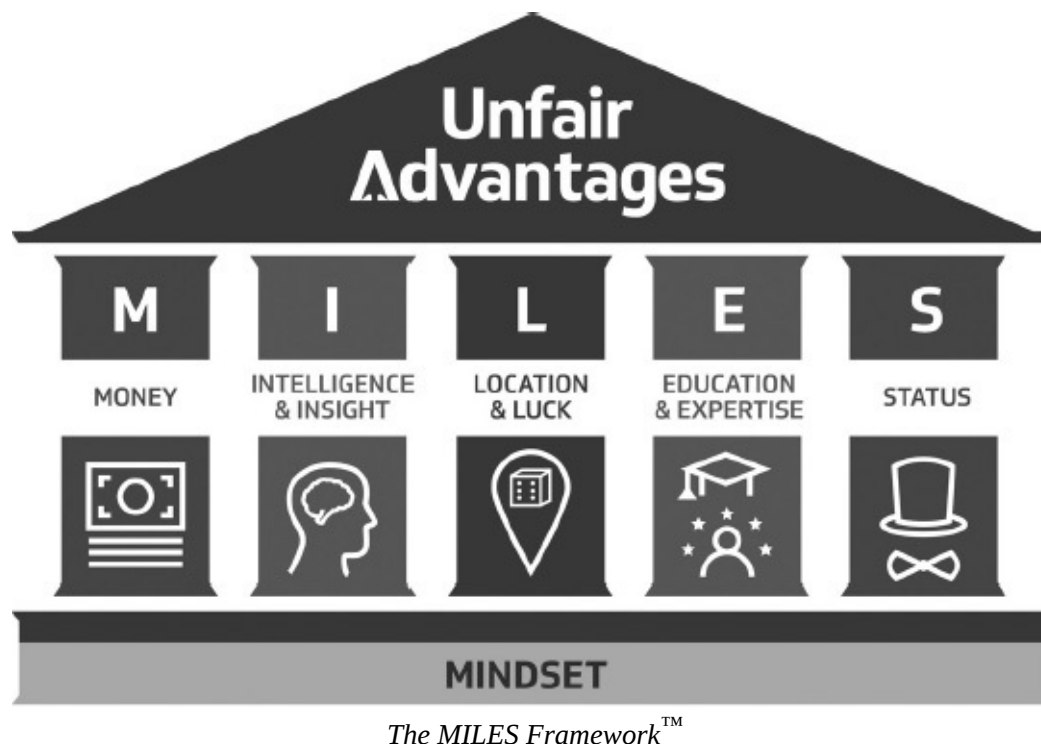 Unfair
Advantages
M I L E S
MONEY
INTELLIGENCE
& INSIGHT
LOCATION
& LUCK
EDUCATION
& EXPERTISE
STATUS
MINDSET
The MILES Framework™